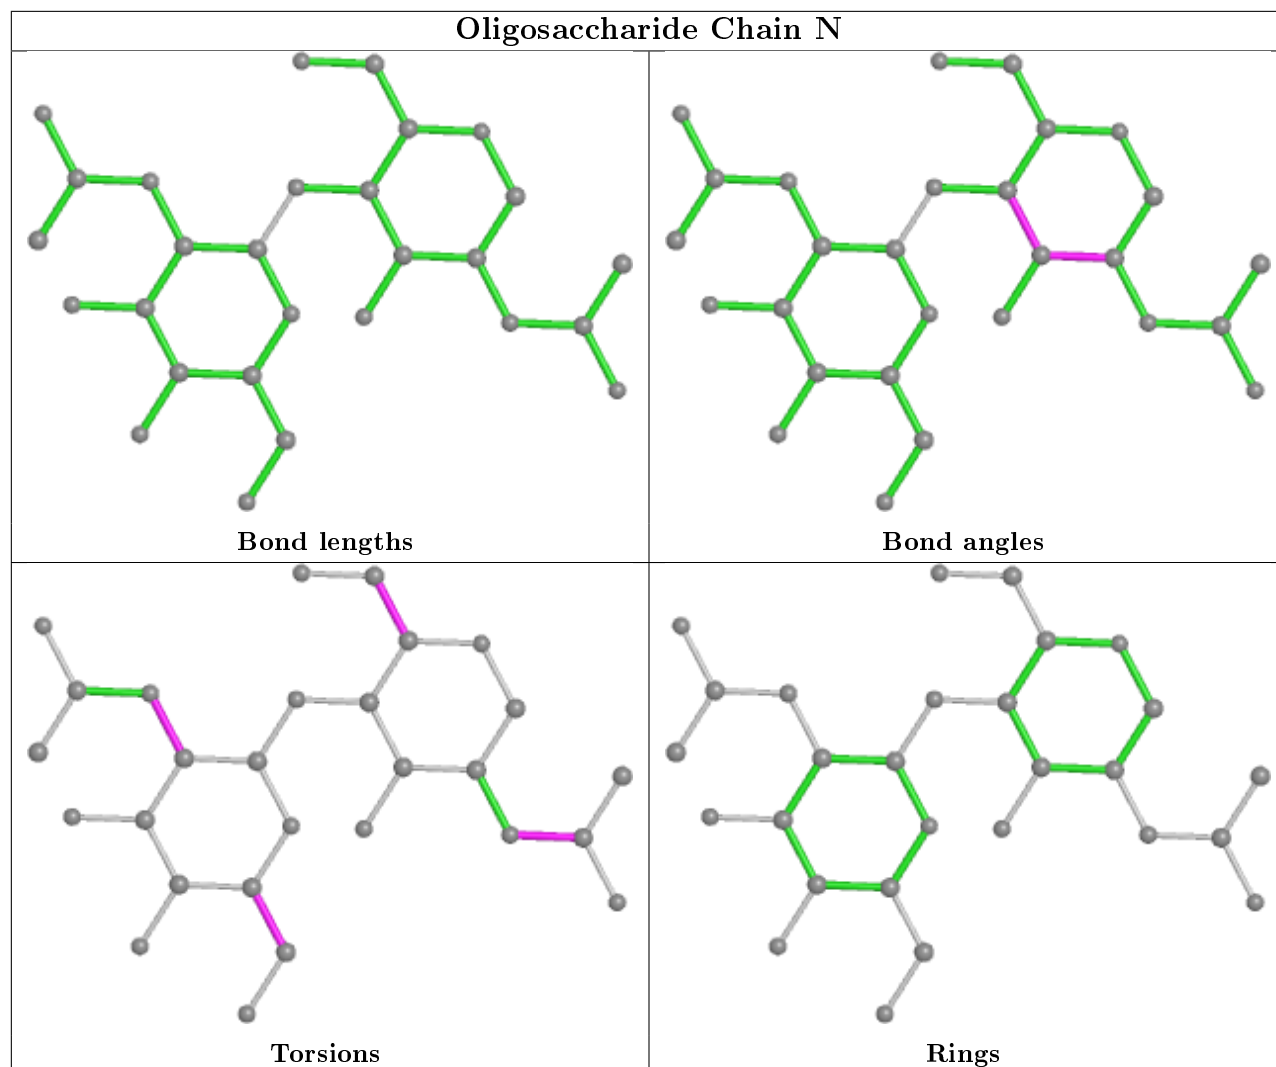 Oligosaccharide Chain N
Bond lengths
Bond angles
Torsions
Rings